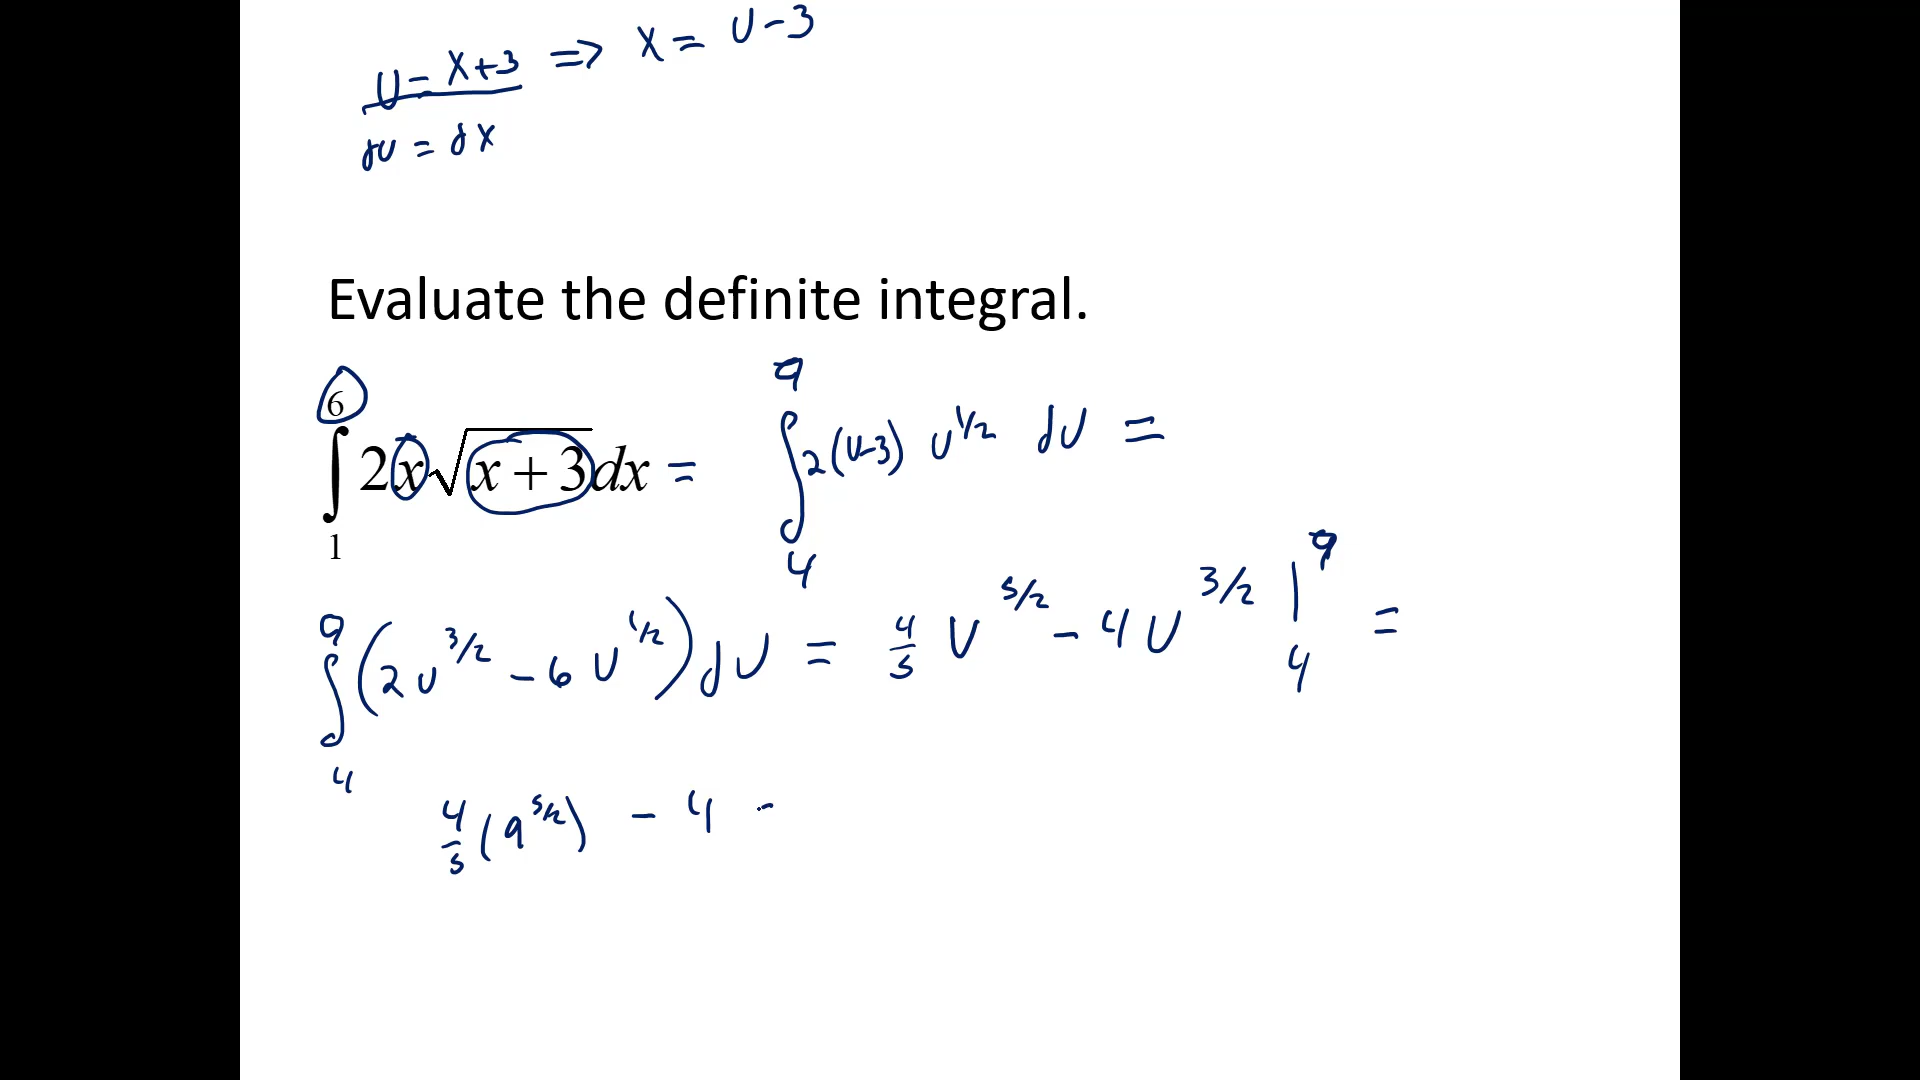 U = x+3 ⇒ x = U-3
du = dx
Evaluate the definite integral.
∫₁⁶ 2x√(x+3) dx = ∫₄⁹ 2(u-3) u^1/2 du =
∫₄⁹ (2u^3/2 - 6u^1/2) du = 4/5 u^5/2 - 4u^3/2 |₄⁹ =
4/5 (9^5/2) - 4